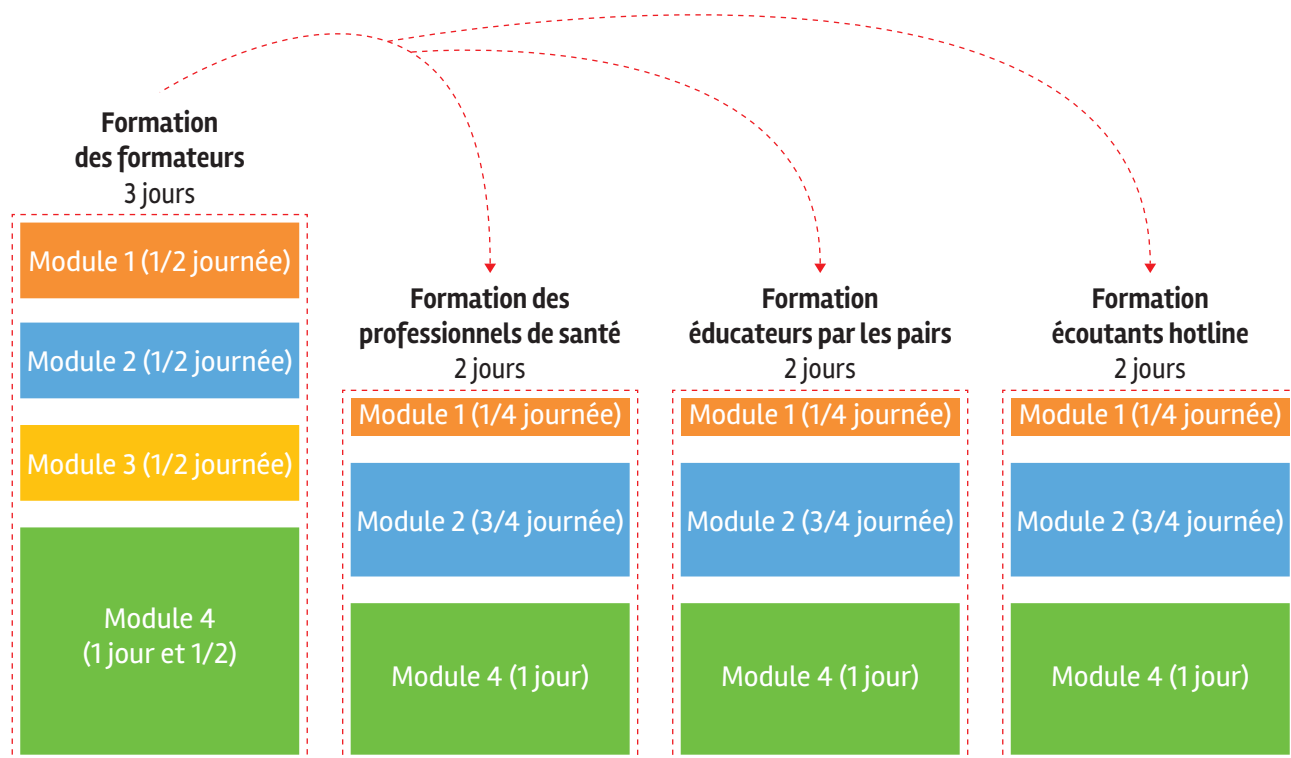 Formation
des formateurs
3 jours
Module 1 (1/2 journée)
Module 2 (1/2 journée)
Module 3 (1/2 journée)
Module 4
(1 jour et 1/2)
Formation des
professionnels de santé
2 jours
Module 1 (1/4 journée)
Module 2 (3/4 journée)
Module 4 (1 jour)
Formation
éducateurs par les pairs
2 jours
Module 1 (1/4 journée)
Module 2 (3/4 journée)
Module 4 (1 jour)
Formation
écoutants hotline
2 jours
Module 1 (1/4 journée)
Module 2 (3/4 journée)
Module 4 (1 jour)